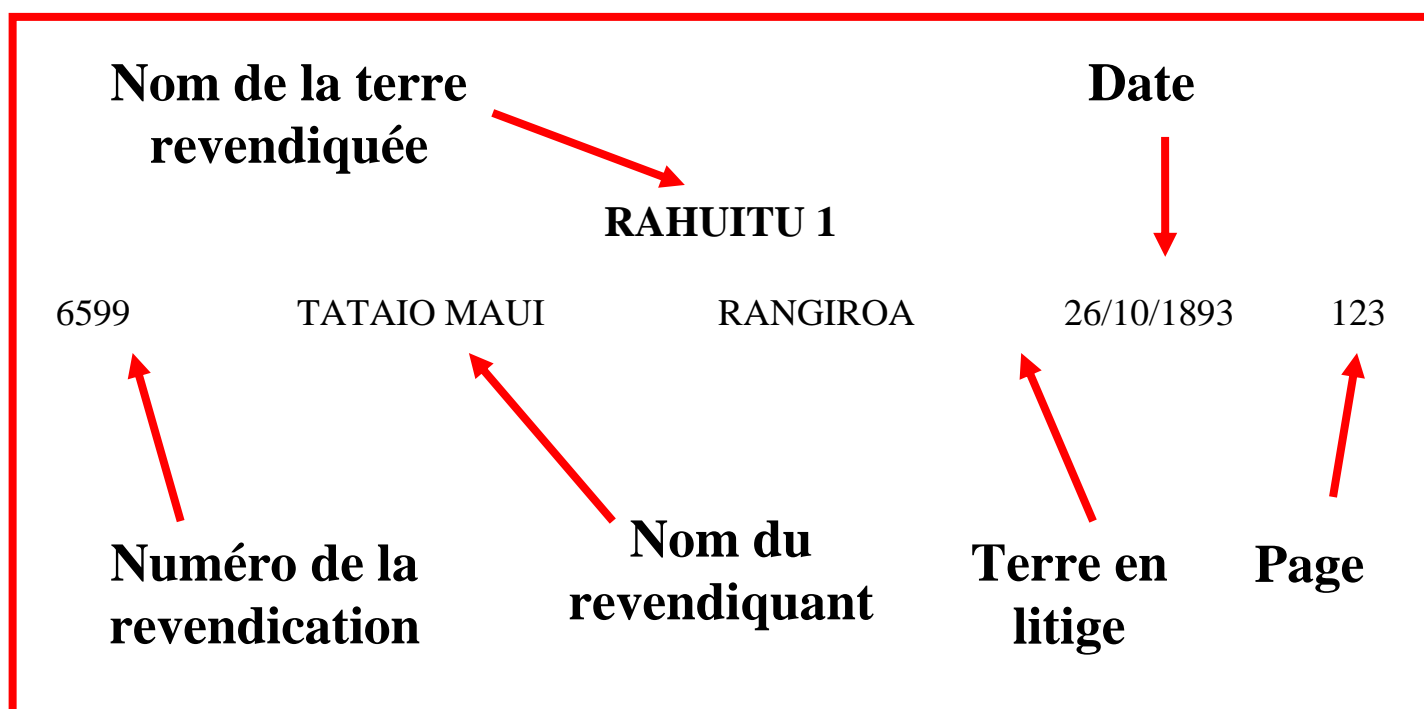 Nom de la terre
revendiquée
Date
RAHUITU 1
6599 TATAIO MAUI RANGIROA 26/10/1893 123
Numéro de la
revendication
Nom du
revendiquant
Terre en
litige
Page